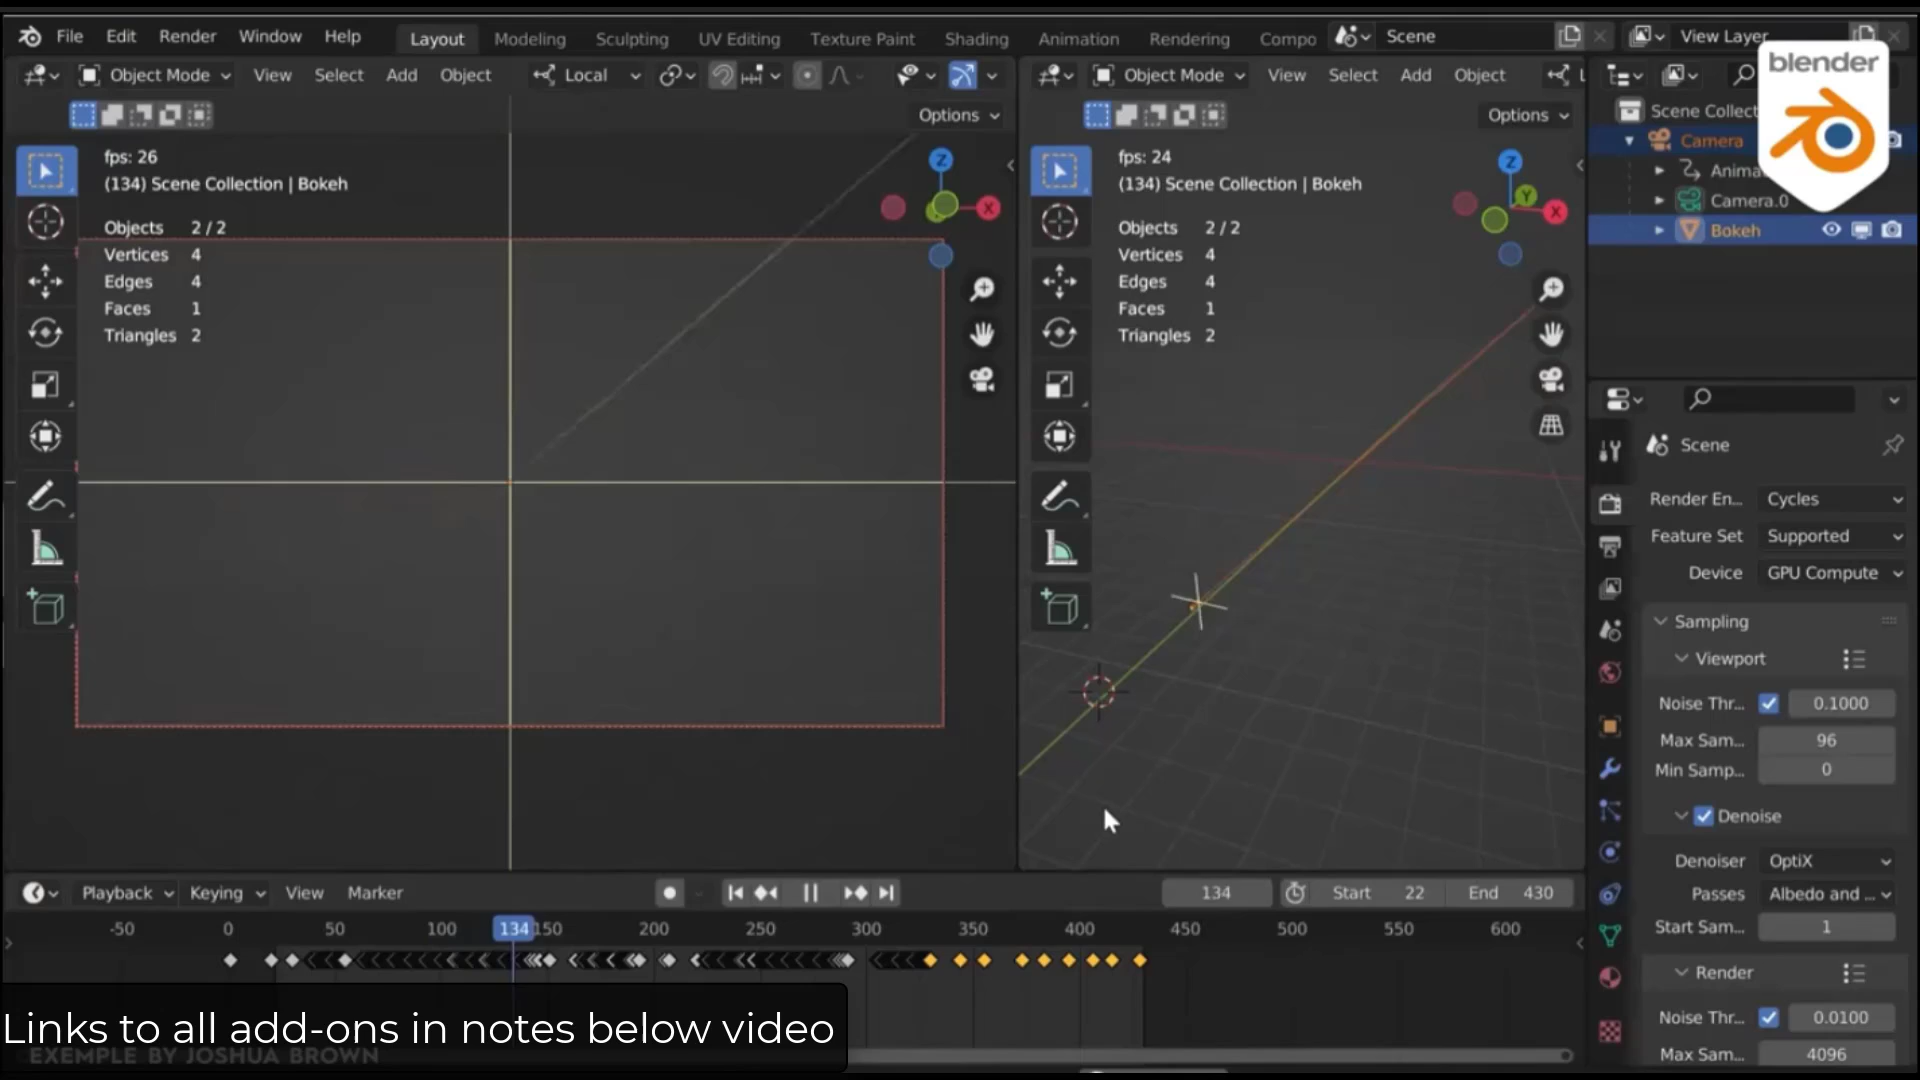 File Edit Render Window Help Layout Modeling Sculpting UV Editing Texture Paint Shading Animation Rendering Compo Scene View Layer
blender
Object Mode View Select Add Object Local Object Mode View Select Add Object L
Options Options
Scene Collect
Camera
Anima
Camera.0
Bokeh
fps: 26
(134) Scene Collection | Bokeh
Objects 2 / 2
Vertices 4
Edges 4
Faces 1
Triangles 2
Z
X
fps: 24
(134) Scene Collection | Bokeh
Objects 2 / 2
Vertices 4
Edges 4
Faces 1
Triangles 2
Z
Y
X
Scene
Render En... Cycles
Feature Set Supported
Device GPU Compute
Sampling
Viewport
Noise Thr... 0.1000
Max Sam... 96
Min Samp... 0
Denoise
Denoiser OptiX
Passes Albedo and ...
Start Sam... 1
Render
Noise Thr... 0.0100
Max Sam... 4096
Playback Keying View Marker 134 Start 22 End 430
-50 0 50 100 134 150 200 250 300 350 400 450 500 550 600
Links to all add-ons in notes below video
EXEMPLE BY JOSHUA BROWN